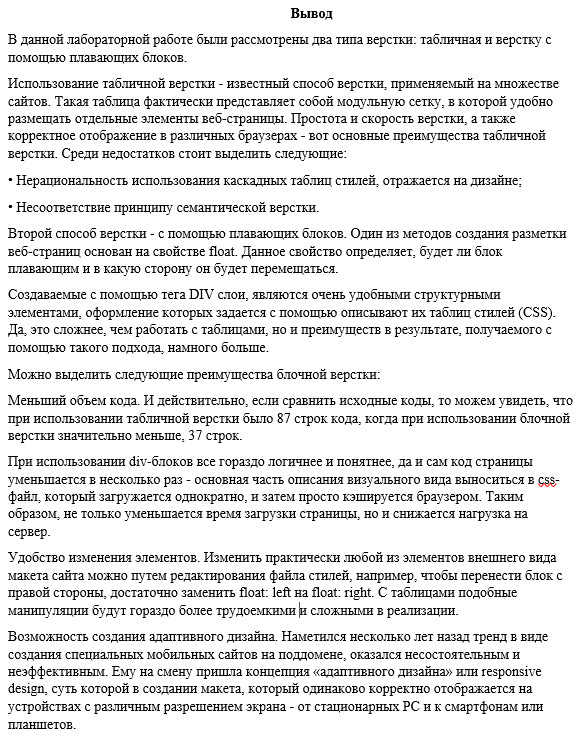 Вывод
В данной лабораторной работе были рассмотрены два типа верстки: табличная и верстку с
помощью плавающих блоков.
Использование табличной верстки - известный способ верстки, применяемый на множестве
сайтов. Такая таблица фактически представляет собой модульную сетку, в которой удобно
размещать отдельные элементы веб-страницы. Простота и скорость верстки, а также
корректное отображение в различных браузерах - вот основные преимущества табличной
верстки. Среди недостатков стоит выделить следующие:
• Нерациональность использования каскадных таблиц стилей, отражается на дизайне;
• Несоответствие принципу семантической верстки.
Второй способ верстки - с помощью плавающих блоков. Один из методов создания разметки
веб-страниц основан на свойстве float. Данное свойство определяет, будет ли блок
плавающим и в какую сторону он будет перемещаться.
Создаваемые с помощью тега DIV слои, являются очень удобными структурными
элементами, оформление которых задается с помощью описывают их таблиц стилей (CSS).
Да, это сложнее, чем работать с таблицами, но и преимуществ в результате, получаемого с
помощью такого подхода, намного больше.
Можно выделить следующие преимущества блочной верстки:
Меньший объем кода. И действительно, если сравнить исходные коды, то можем увидеть, что
при использовании табличной верстки было 87 строк кода, когда при использовании блочной
верстки значительно меньше, 37 строк.
При использовании div-блоков все гораздо логичнее и понятнее, да и сам код страницы
уменьшается в несколько раз - основная часть описания визуального вида выноситься в css-
файл, который загружается однократно, и затем просто кэшируется браузером. Таким
образом, не только уменьшается время загрузки страницы, но и снижается нагрузка на
сервер.
Удобство изменения элементов. Изменить практически любой из элементов внешнего вида
макета сайта можно путем редактирования файла стилей, например, чтобы перенести блок с
правой стороны, достаточно заменить float: left на float: right. С таблицами подобные
манипуляции будут гораздо более трудоемкими и сложными в реализации.
Возможность создания адаптивного дизайна. Наметился несколько лет назад тренд в виде
создания специальных мобильных сайтов на поддомене, оказался несостоятельным и
неэффективным. Ему на смену пришла концепция «адаптивного дизайна» или responsive
design, суть которой в создании макета, который одинаково корректно отображается на
устройствах с различным разрешением экрана - от стационарных PC и к смартфонам или
планшетов.